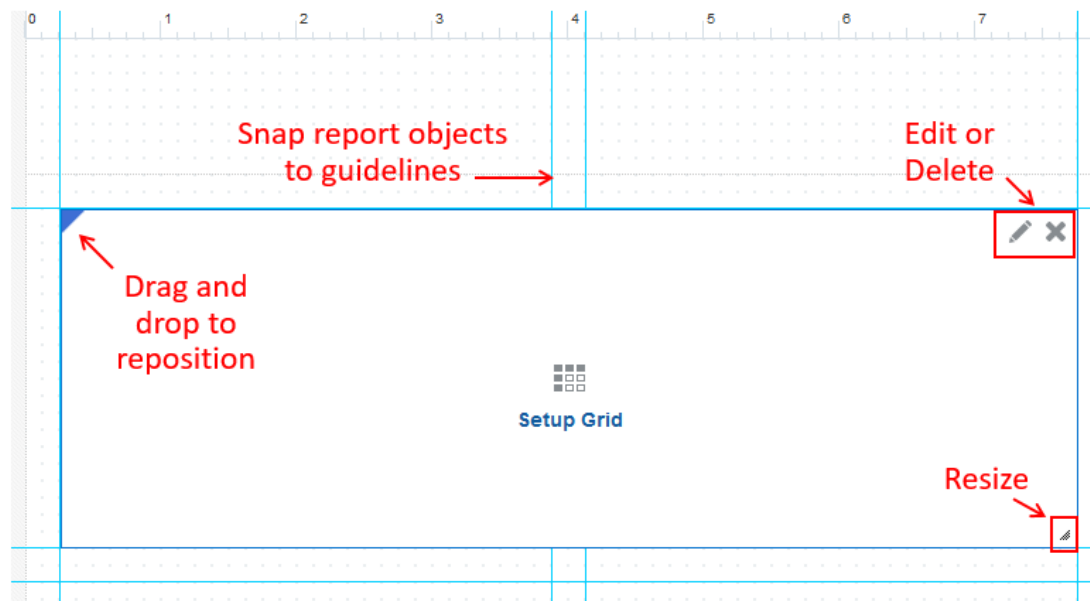 0 1 2 3 4 5 6 7
Snap report objects
to guidelines
Edit or
Delete
Drag and
drop to
reposition
Setup Grid
Resize